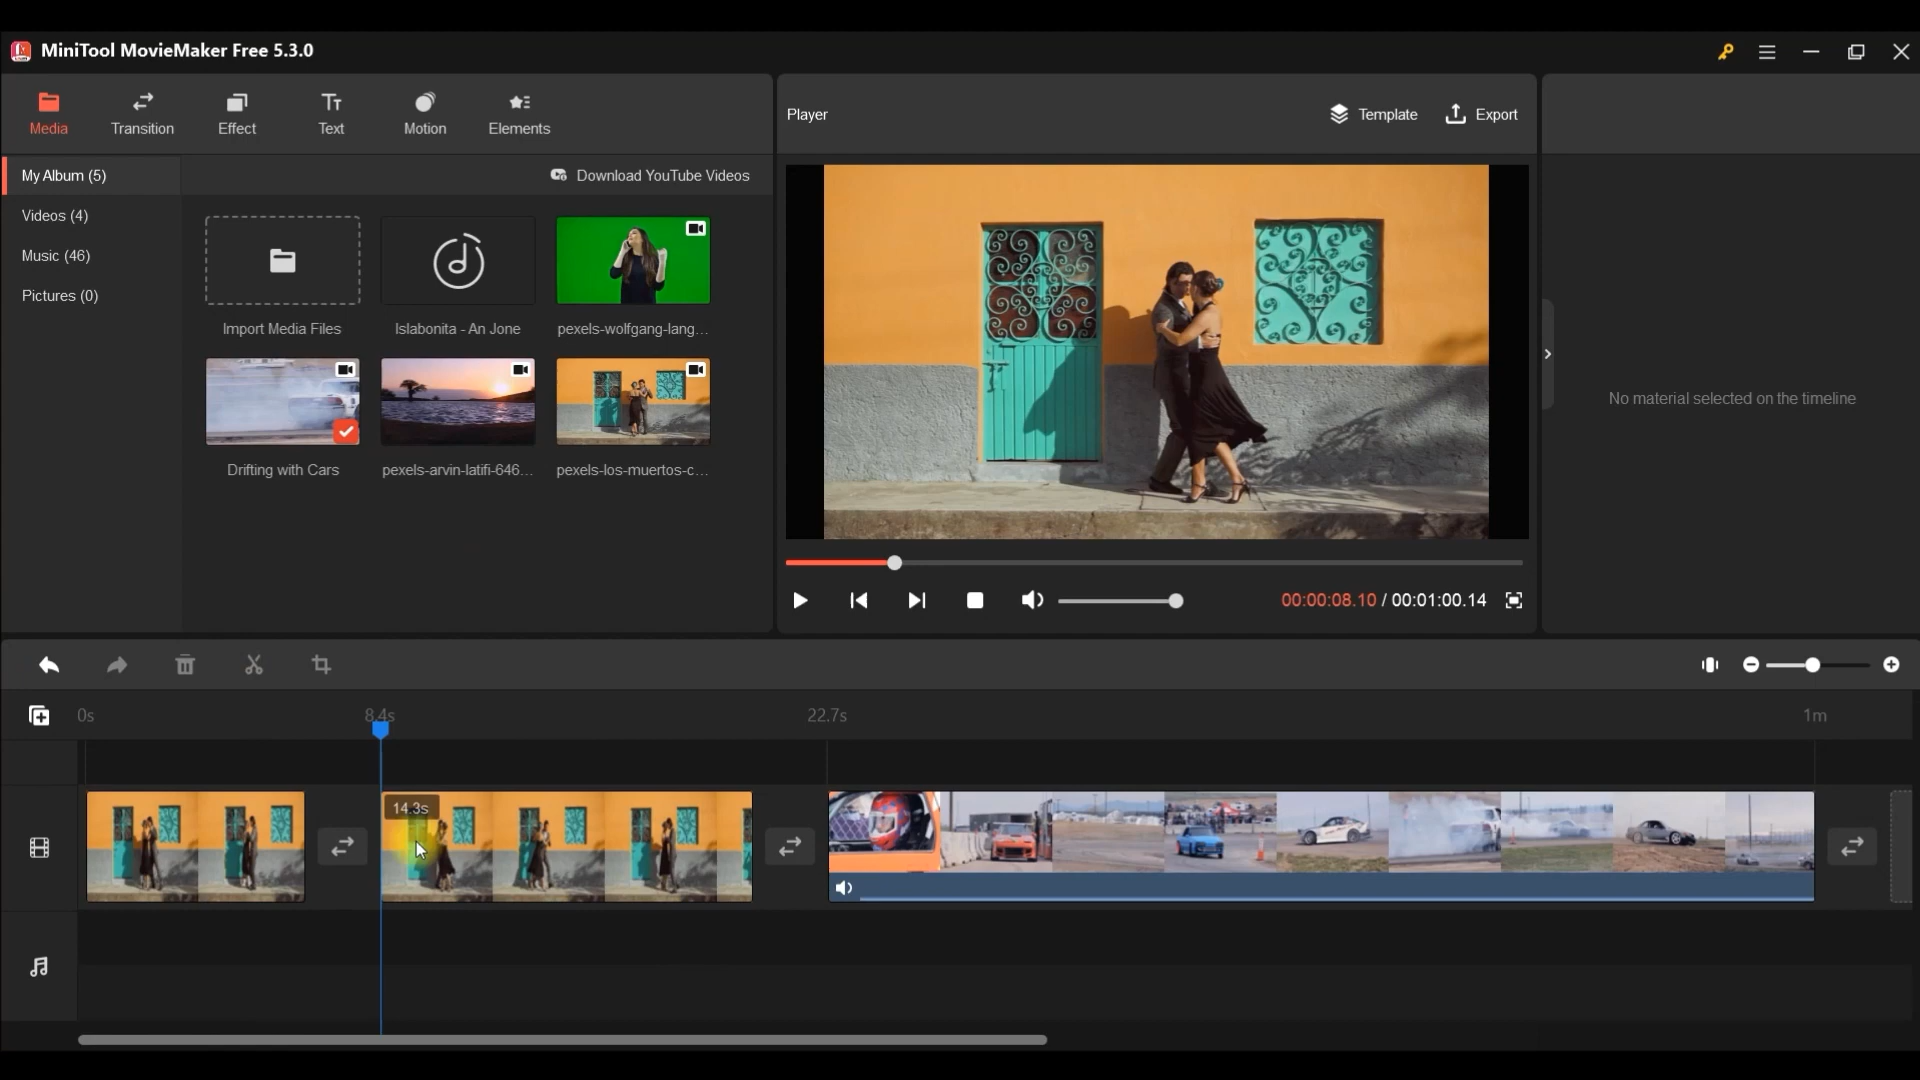 MiniTool MovieMaker Free 5.3.0
Media
Transition
Effect
Text
Motion
Elements
Player
Template
Export
My Album (5)
Download YouTube Videos
Videos (4)
Music (46)
Pictures (0)
Import Media Files
Islabonita - An Jone
pexels-wolfgang-lang...
Drifting with Cars
pexels-arvin-latifi-646...
pexels-los-muertos-c...
No material selected on the timeline
00:00:08.10 / 00:01:00.14
0s
8.4s
22.7s
1m
14.3s